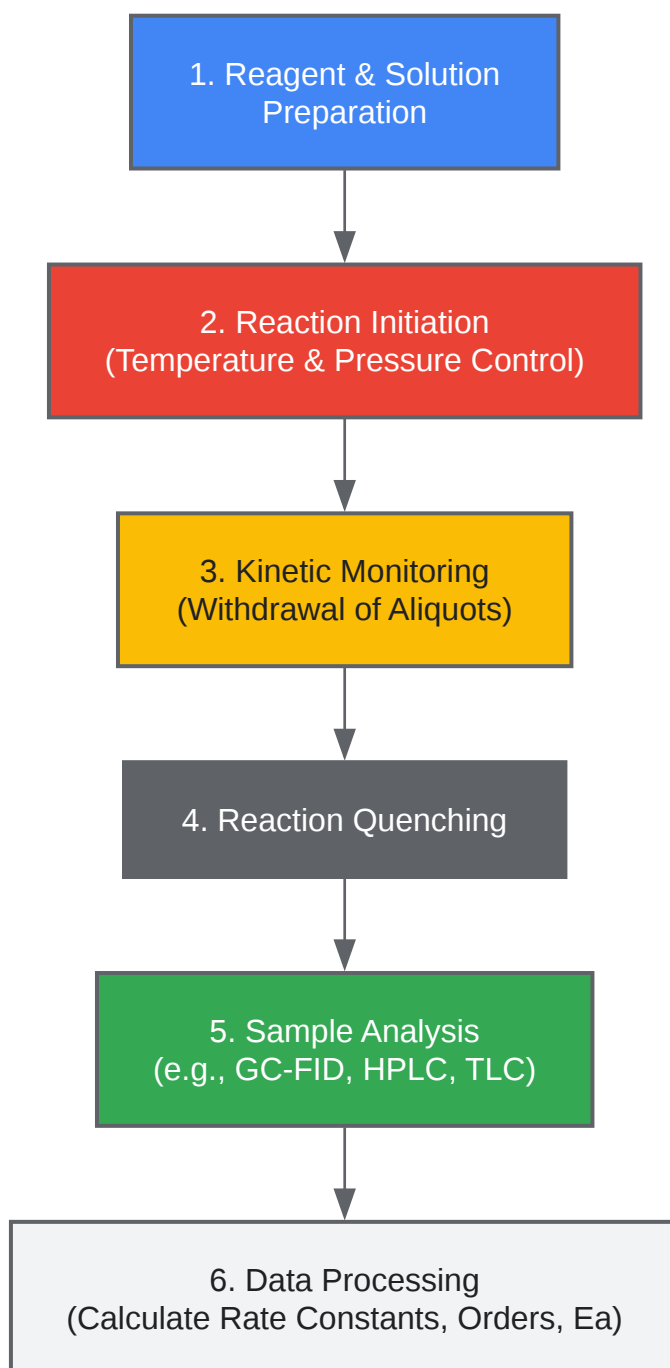 1. Reagent & Solution
Preparation
2. Reaction Initiation
(Temperature & Pressure Control)
3. Kinetic Monitoring
(Withdrawal of Aliquots)
4. Reaction Quenching
5. Sample Analysis
(e.g., GC-FID, HPLC, TLC)
6. Data Processing
(Calculate Rate Constants, Orders, Ea)